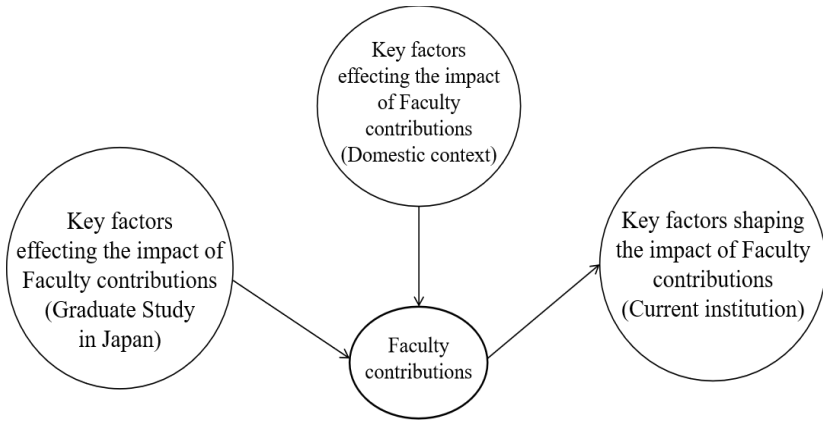 Key factors
effecting the impact
of Faculty
contributions
(Domestic context)
Key factors
effecting the impact of
Faculty contributions
(Graduate Study
in Japan)
Key factors shaping
the impact of Faculty
contributions
(Current institution)
Faculty
contributions